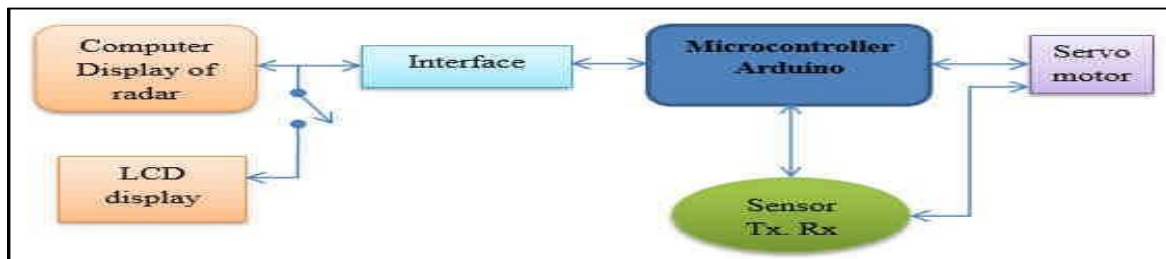 Computer
Display of
radar
Interface
Microcontroller
Arduino
Servo
motor
LCD
display
Sensor
Tx. Rx